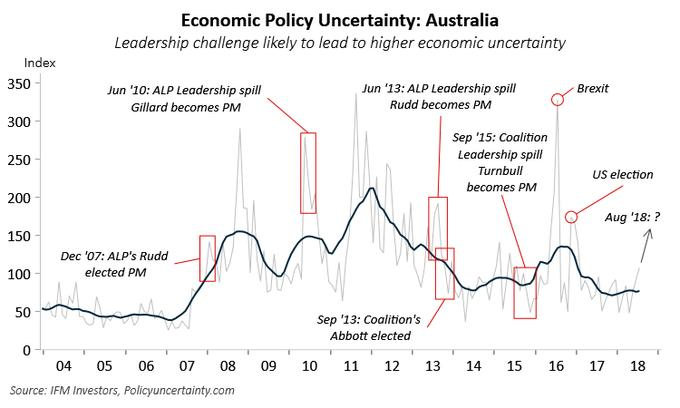 Economic Policy Uncertainty: Australia
Leadership challenge likely to lead to higher economic uncertainty
Index
350
300
250
200
150
100
50
0
Jun '10: ALP Leadership spill
Gillard becomes PM
Jun '13: ALP Leadership spill
Rudd becomes PM
Brexit
Sep '15: Coalition
Leadership spill
Turnbull
becomes PM
US election
Aug '18: ?
Dec '07: ALP's Rudd
elected PM
Sep '13: Coalition's
Abbott elected
04 05 06 07 08 09 10 11 12 13 14 15 16 17 18
Source: IFM Investors, Policyuncertainty.com